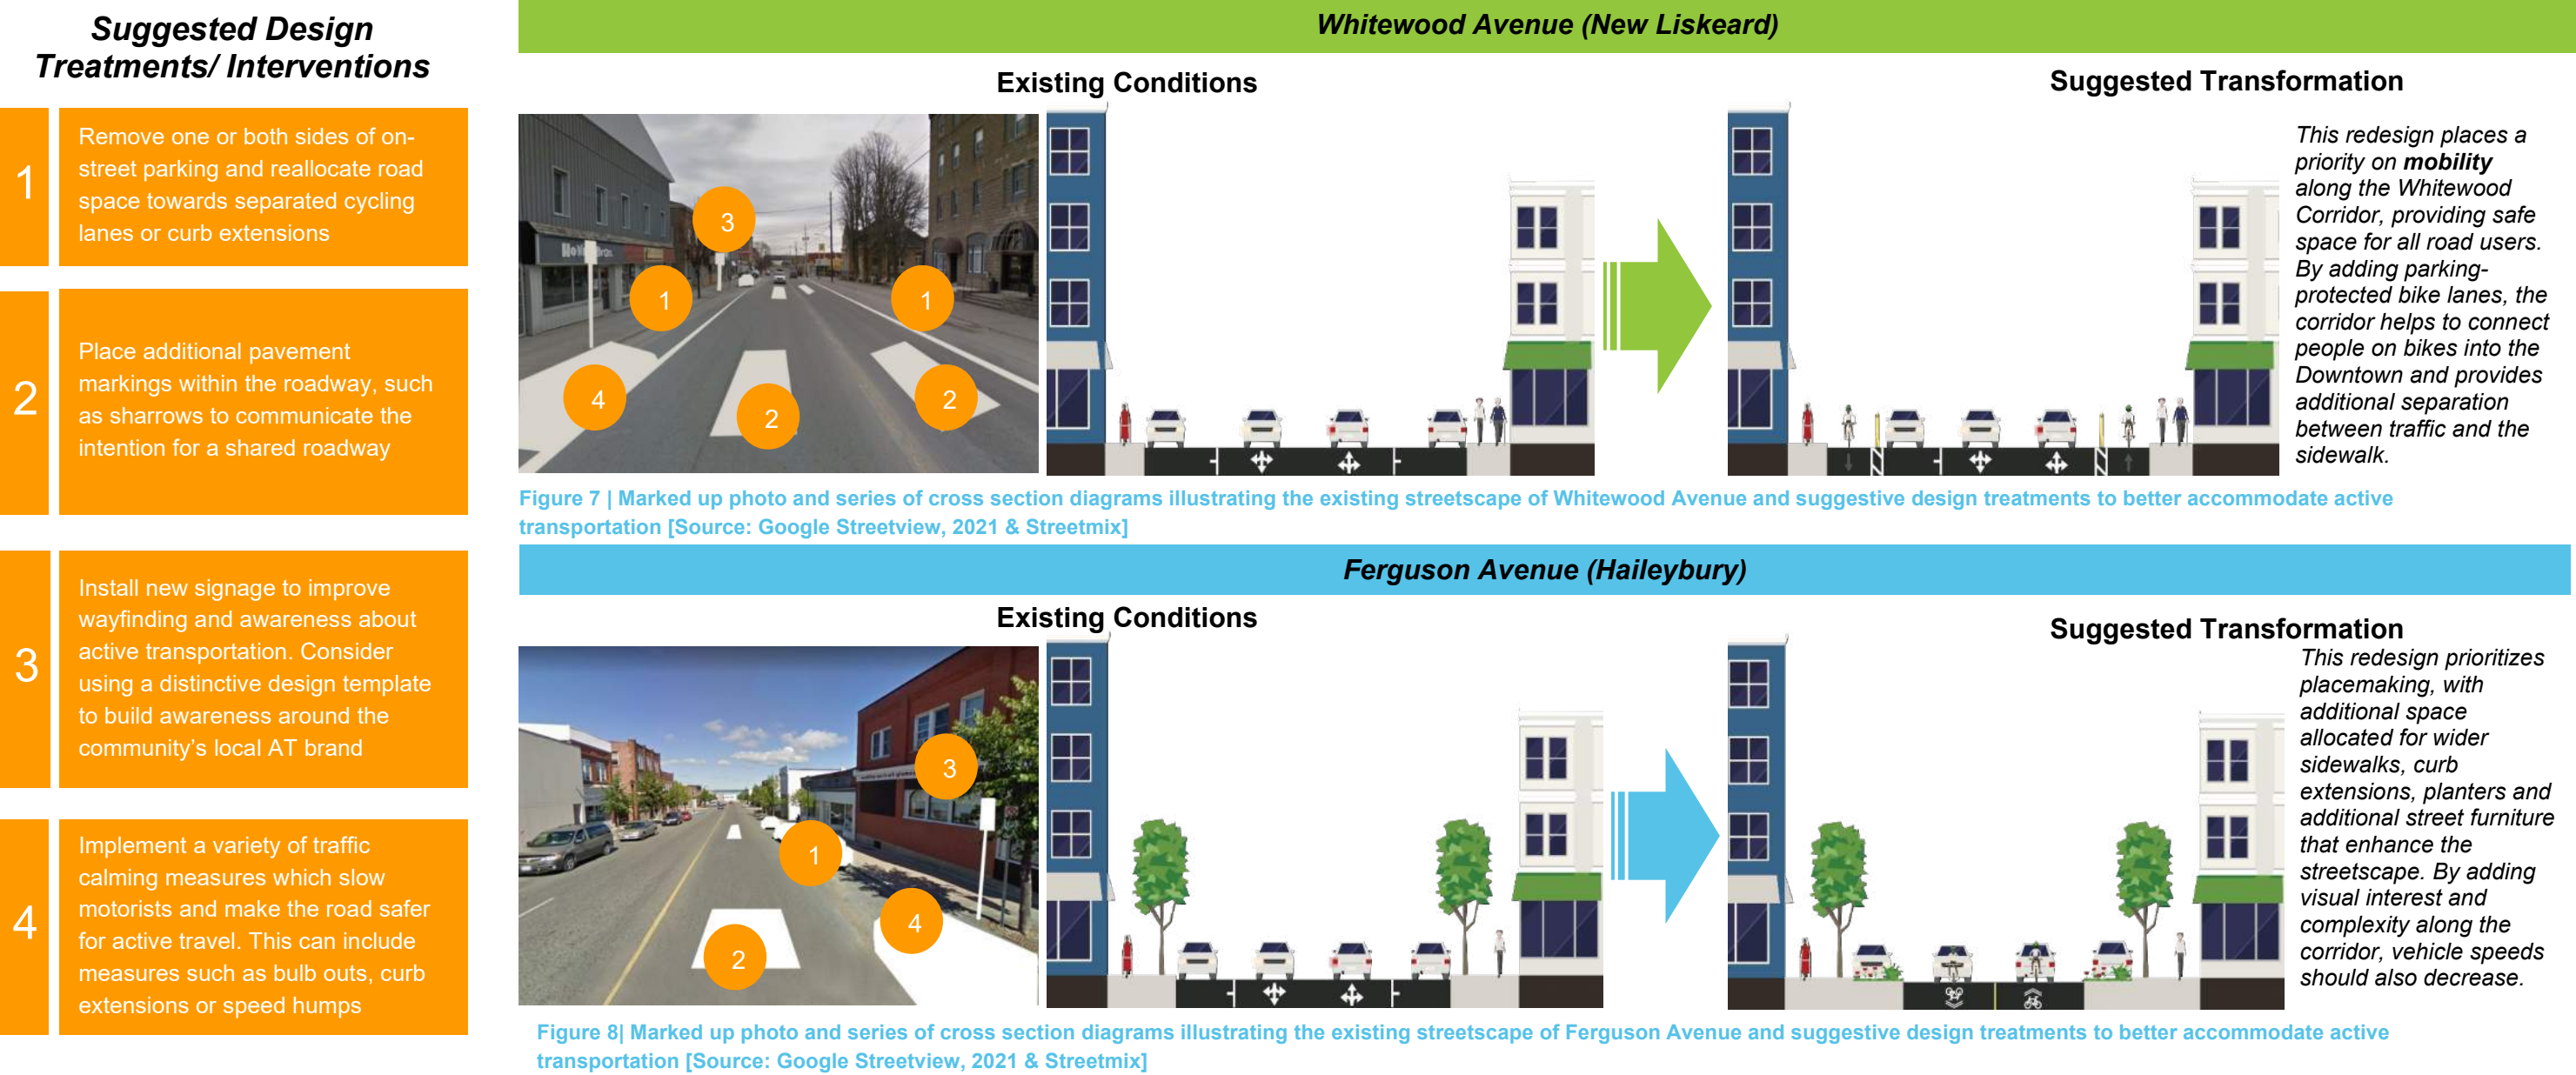 Suggested Design
Treatments/ Interventions
1
Remove one or both sides of on-
street parking and reallocate road
space towards separated cycling
lanes or curb extensions
2
Place additional pavement
markings within the roadway, such
as sharrows to communicate the
intention for a shared roadway
3
Install new signage to improve
wayfinding and awareness about
active transportation. Consider
using a distinctive design template
to build awareness around the
community's local AT brand
4
Implement a variety of traffic
calming measures which slow
motorists and make the road safer
for active travel. This can include
measures such as bulb outs, curb
extensions or speed humps
Whitewood Avenue (New Liskeard)
Existing Conditions
3
1
1
4
2
2
Suggested Transformation
This redesign places a
priority on mobility
along the Whitewood
Corridor, providing safe
space for all road users.
By adding parking-
protected bike lanes, the
corridor helps to connect
people on bikes into the
Downtown and provides
additional separation
between traffic and the
sidewalk.
Figure 7 | Marked up photo and series of cross section diagrams illustrating the existing streetscape of Whitewood Avenue and suggestive design treatments to better accommodate active
transportation [Source: Google Streetview, 2021 & Streetmix]
Ferguson Avenue (Haileybury)
Existing Conditions
3
1
4
2
Suggested Transformation
This redesign prioritizes
placemaking, with
additional space
allocated for wider
sidewalks, curb
extensions, planters and
additional street furniture
that enhance the
streetscape. By adding
visual interest and
complexity along the
corridor, vehicle speeds
should also decrease.
Figure 8| Marked up photo and series of cross section diagrams illustrating the existing streetscape of Ferguson Avenue and suggestive design treatments to better accommodate active
transportation [Source: Google Streetview, 2021 & Streetmix]